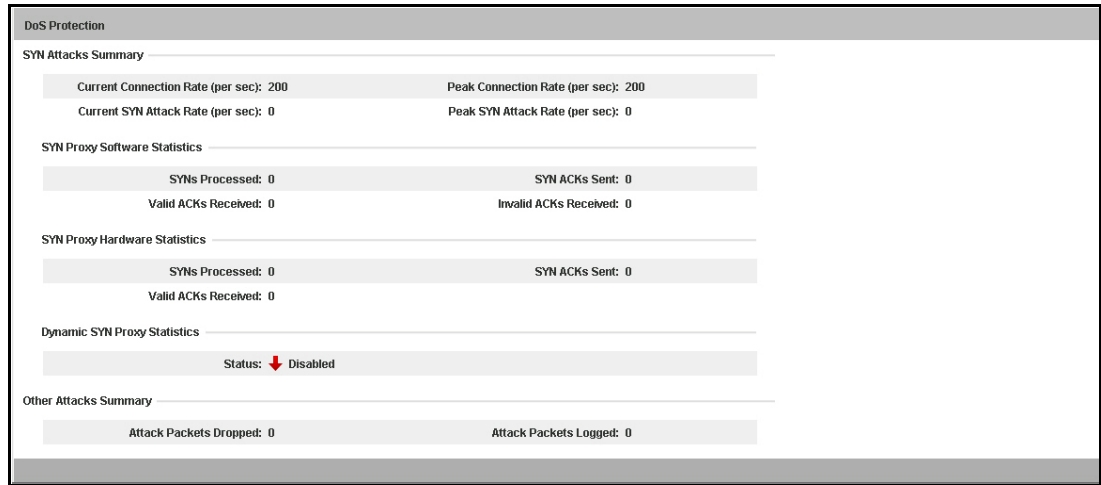 DoS Protection
SYN Attacks Summary
Current Connection Rate (per sec): 200 Peak Connection Rate (per sec): 200
Current SYN Attack Rate (per sec): 0 Peak SYN Attack Rate (per sec): 0
SYN Proxy Software Statistics
SYNs Processed: 0 SYN ACKs Sent: 0
Valid ACKs Received: 0 Invalid ACKs Received: 0
SYN Proxy Hardware Statistics
SYNs Processed: 0 SYN ACKs Sent: 0
Valid ACKs Received: 0
Dynamic SYN Proxy Statistics
Status: Disabled
Other Attacks Summary
Attack Packets Dropped: 0 Attack Packets Logged: 0